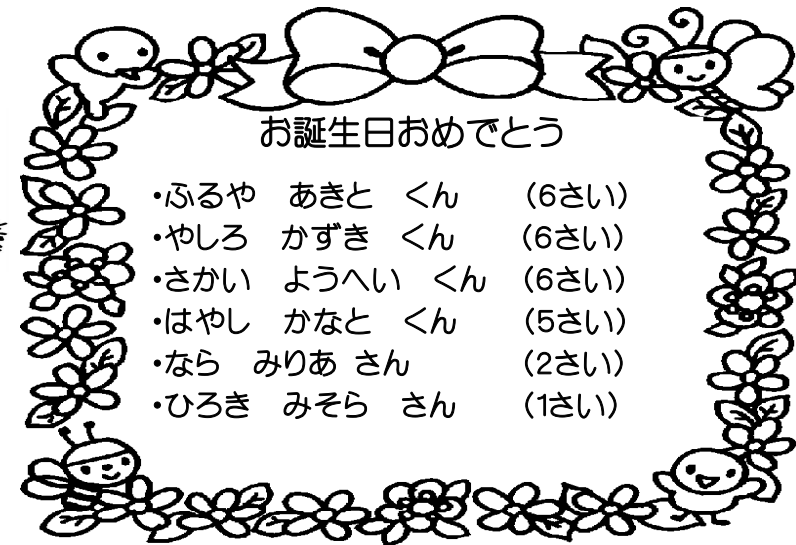 お誕生日おめでとう
・ふるや　あきと　くん　　（6さい）
・やしろ　かずき　くん　　（6さい）
・さかい　ようへい　くん　（6さい）
・はやし　かなと　くん　　（5さい）
・なら　みりあ さん　　　　（2さい）
・ひろき　みそら　さん　　（1さい）